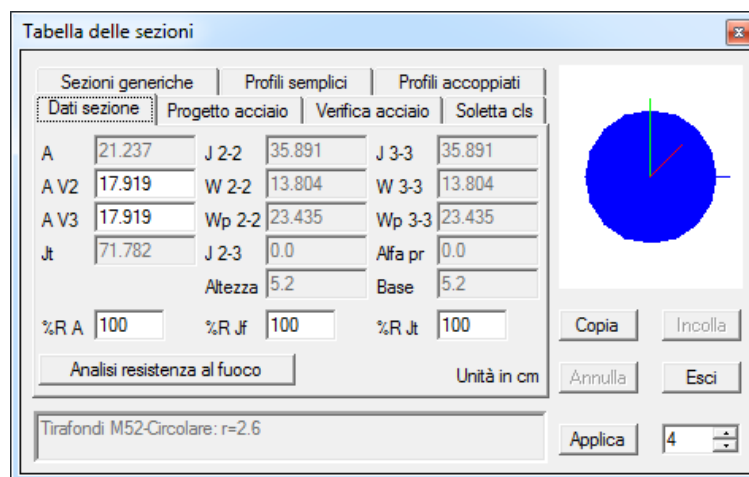 Tabella delle sezioni
Sezioni generiche Profili semplici Profili accoppiati
Dati sezione Progetto acciaio Verifica acciaio Soletta cls
A 21.237 J 2-2 35.891 J 3-3 35.891
A V2 17.919 W 2-2 13.804 W 3-3 13.804
A V3 17.919 Wp 2-2 23.435 Wp 3-3 23.435
Jt 71.782 J 2-3 0.0 Alfa pr 0.0
Altezza 5.2 Base 5.2
%R A 100 %R Jf 100 %R Jt 100
Copia Incolla
Analisi resistenza al fuoco Unità in cm
Annulla Esci
Tirafondi M52-Circolare: r=2.6
Applica 4